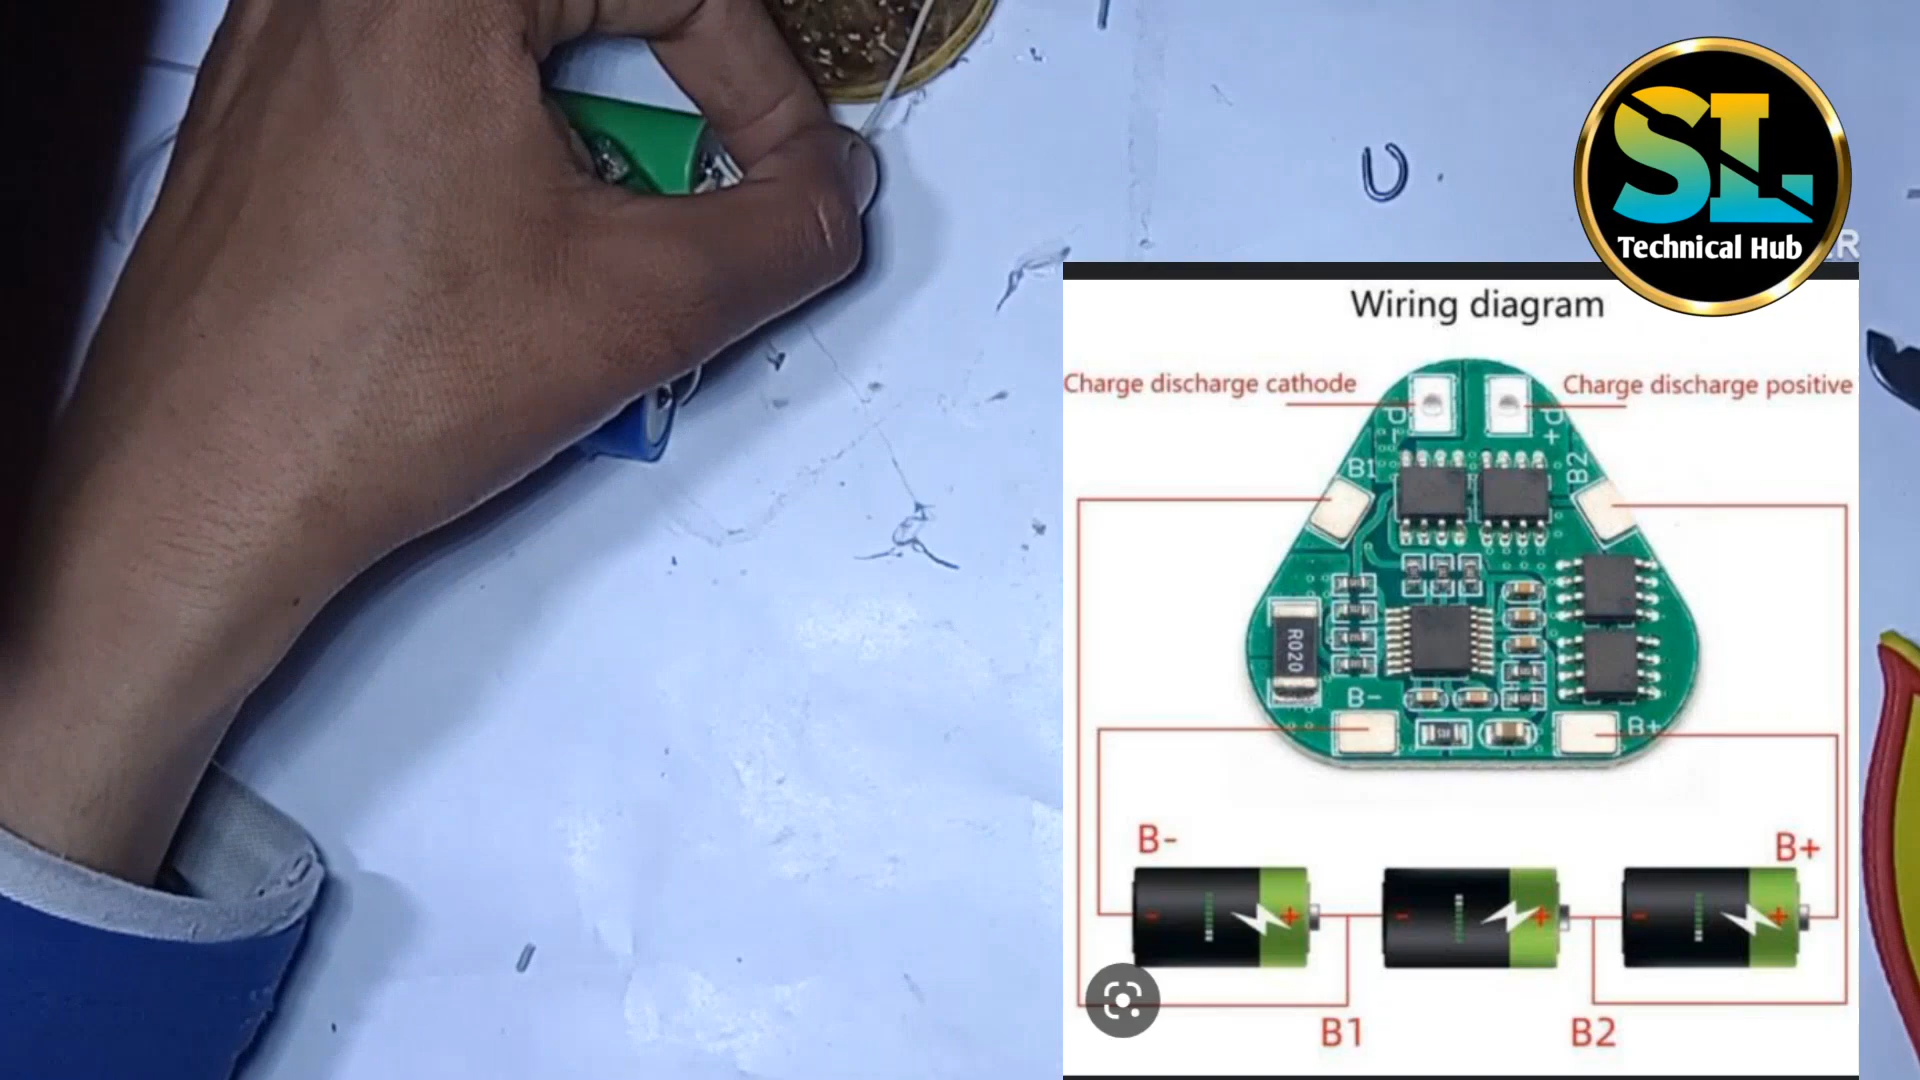 SL
Technical Hub
R
Wiring diagram
Charge discharge cathode
Charge discharge positive
P-
P+
B1
B2
R020
B-
B+
B-
B+
- +
- +
- +
B1
B2